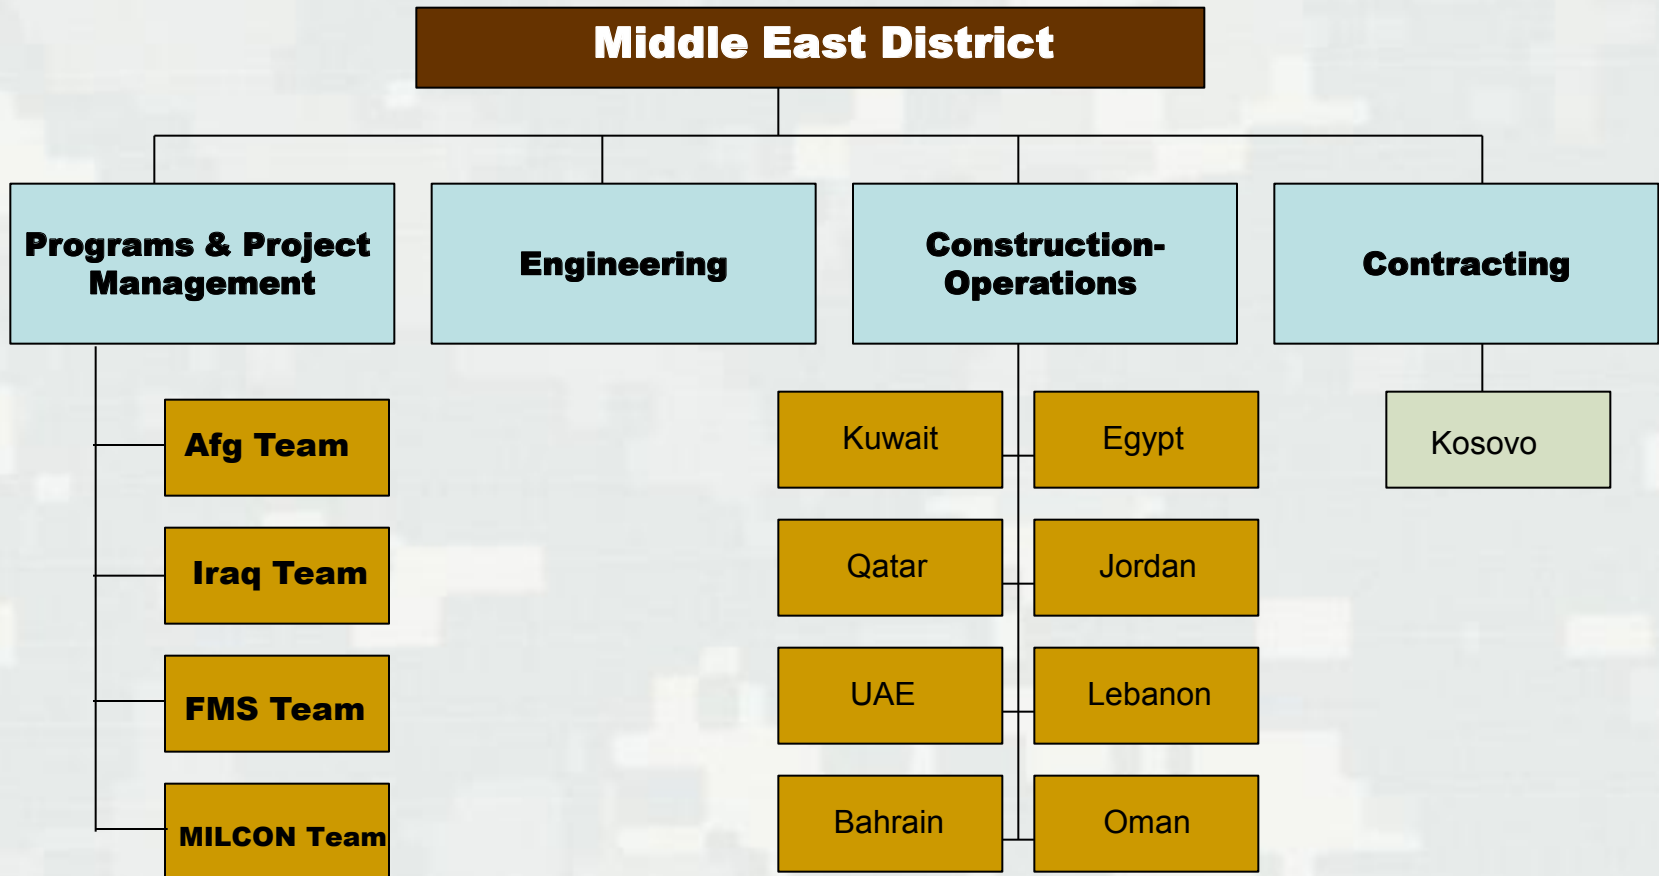 Middle East District
Programs & Project
Management
Engineering
Construction-
Operations
Contracting
Afg Team
Iraq Team
FMS Team
MILCON Team
Kuwait
Egypt
Qatar
Jordan
UAE
Lebanon
Bahrain
Oman
Kosovo